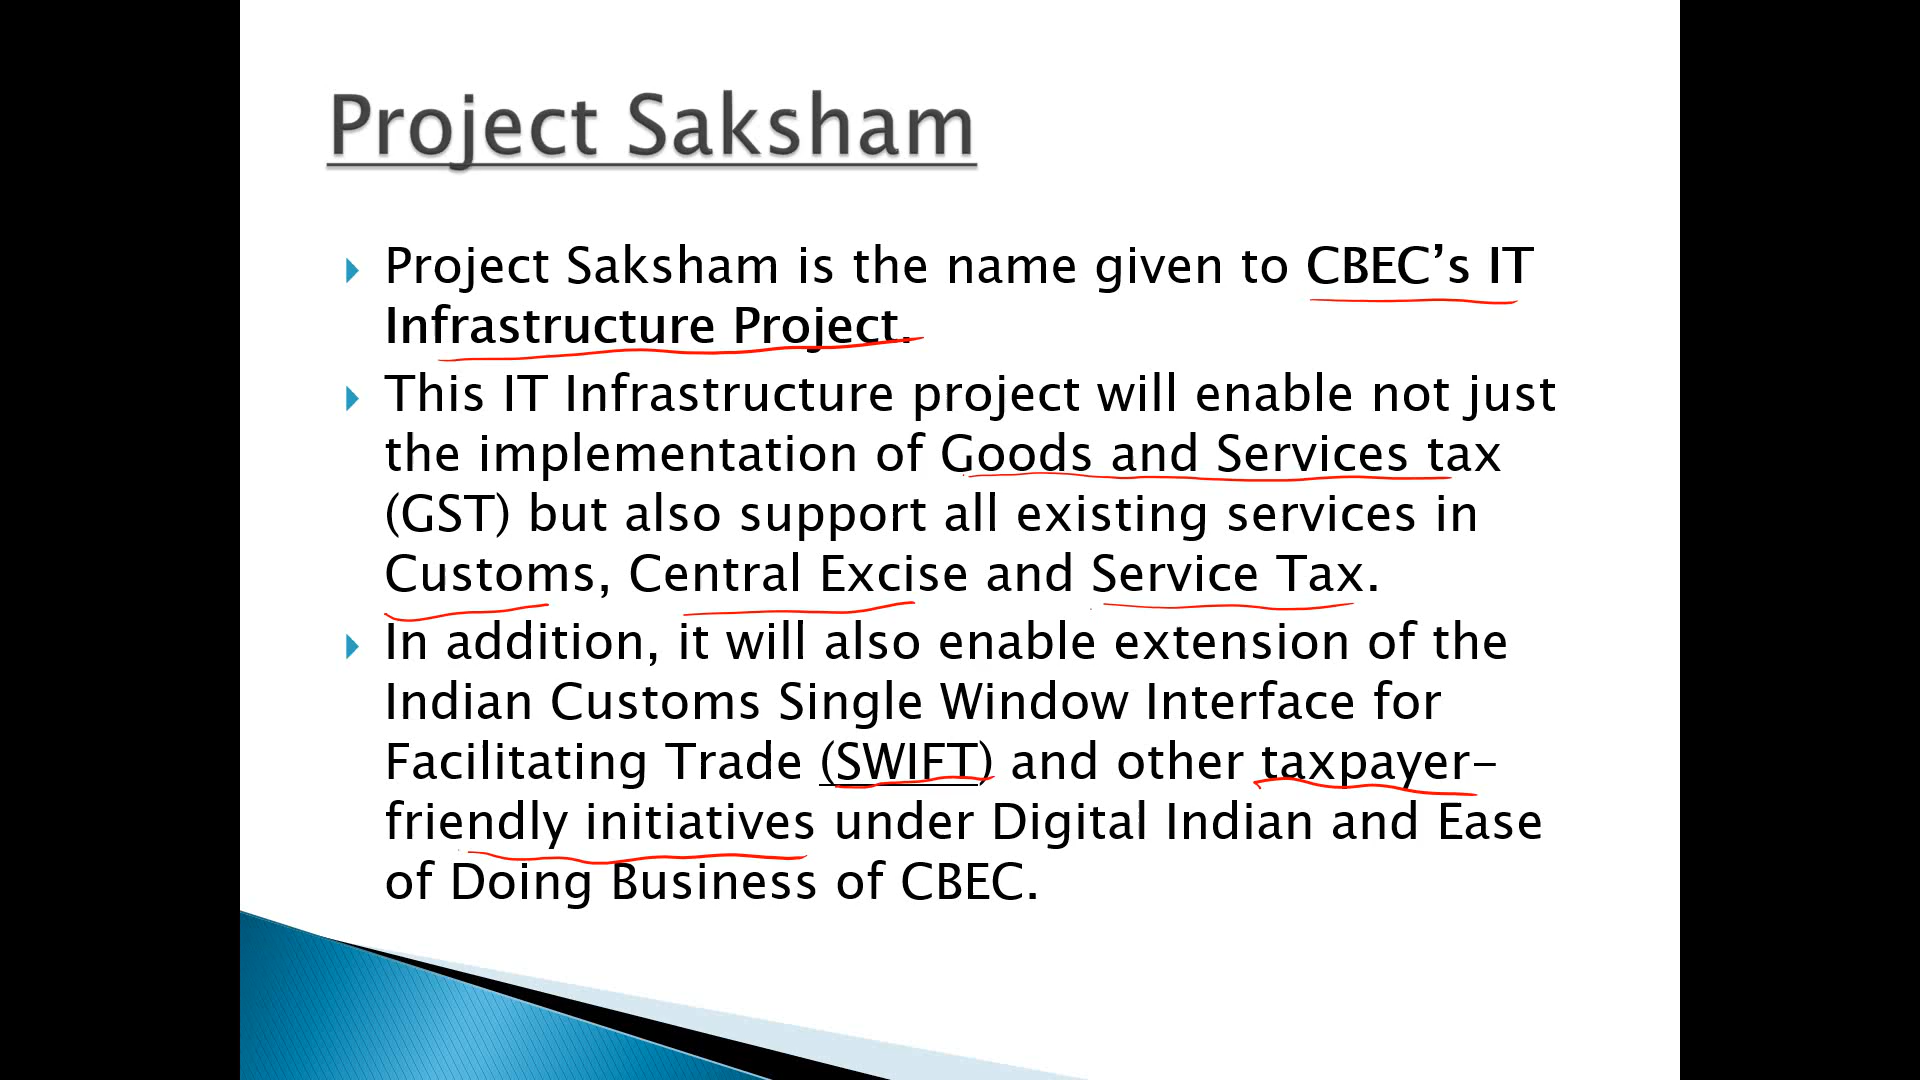 Project Saksham
Project Saksham is the name given to CBEC’s IT
Infrastructure Project.
This IT Infrastructure project will enable not just
the implementation of Goods and Services tax
(GST) but also support all existing services in
Customs, Central Excise and Service Tax.
In addition, it will also enable extension of the
Indian Customs Single Window Interface for
Facilitating Trade (SWIFT) and other taxpayer-
friendly initiatives under Digital Indian and Ease
of Doing Business of CBEC.